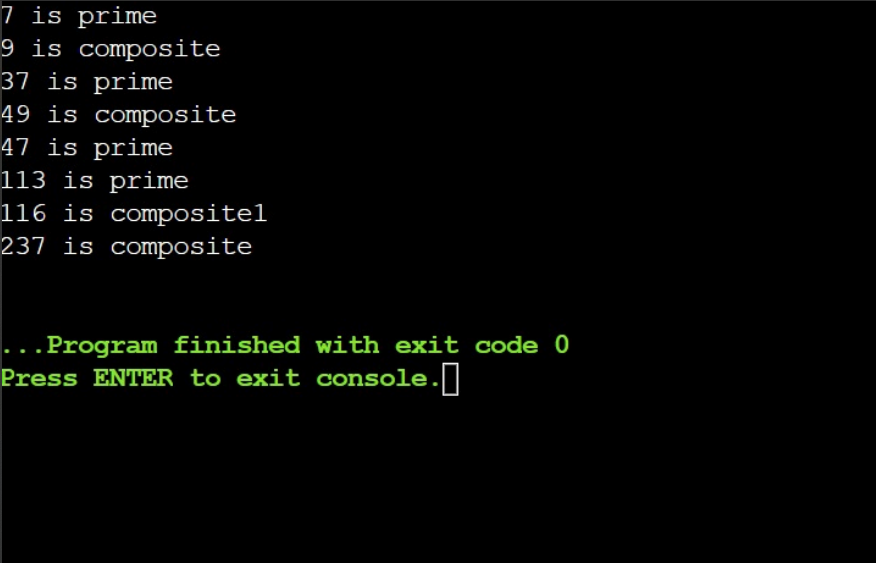 7 is prime
9 is composite
37 is prime
49 is composite
47 is prime
113 is prime
116 is composite1
237 is composite
...Program finished with exit code 0
Press ENTER to exit console.